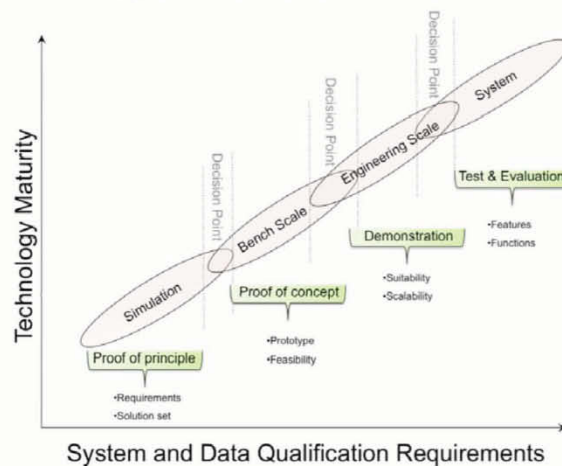 Decision Point
System
Decision Point
Engineering Scale
Test & Evaluation
•Features
•Functions
Decision Point
Bench Scale
Demonstration
•Suitability
•Scalability
Simulation
Proof of concept
•Prototype
•Feasibility
Proof of principle
•Requirements
•Solution set
Technology Maturity
System and Data Qualification Requirements